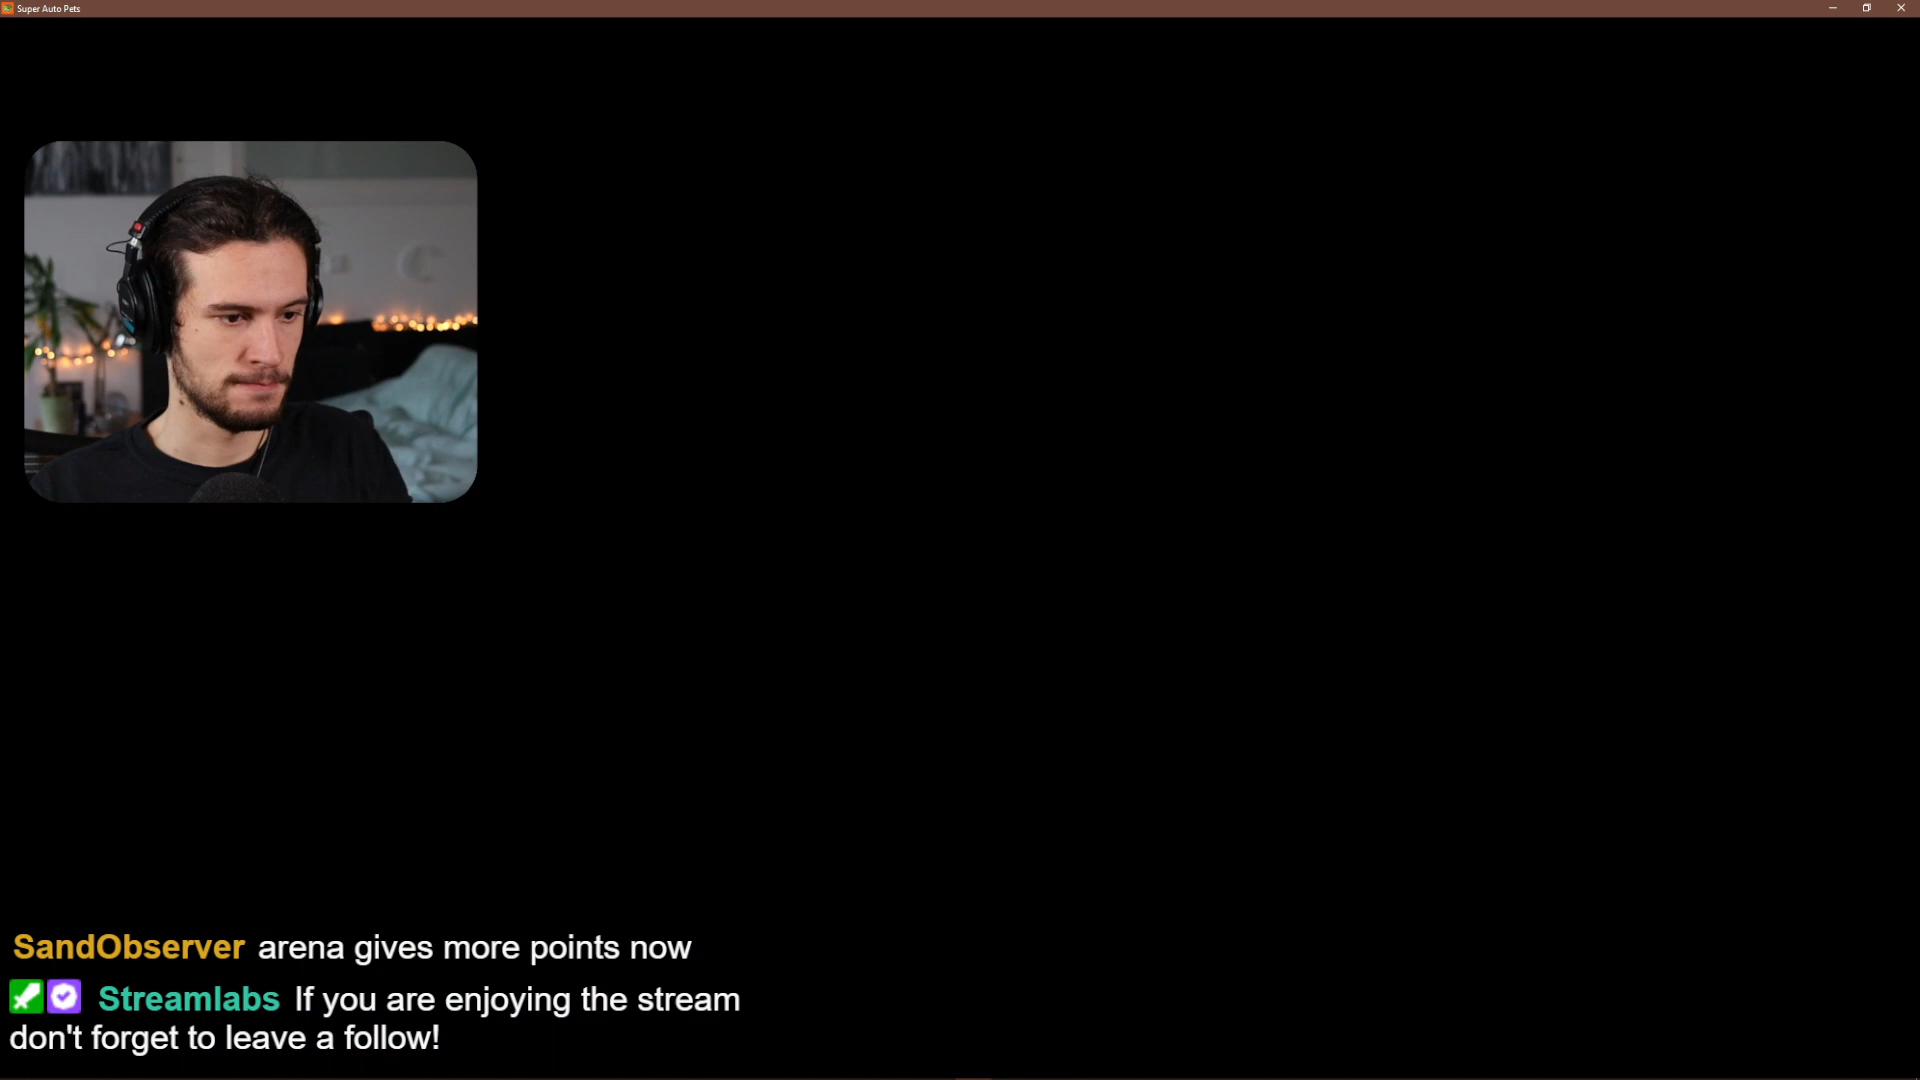 Super Auto Pets
SandObserver arena gives more points now
Streamlabs If you are enjoying the stream
don't forget to leave a follow!